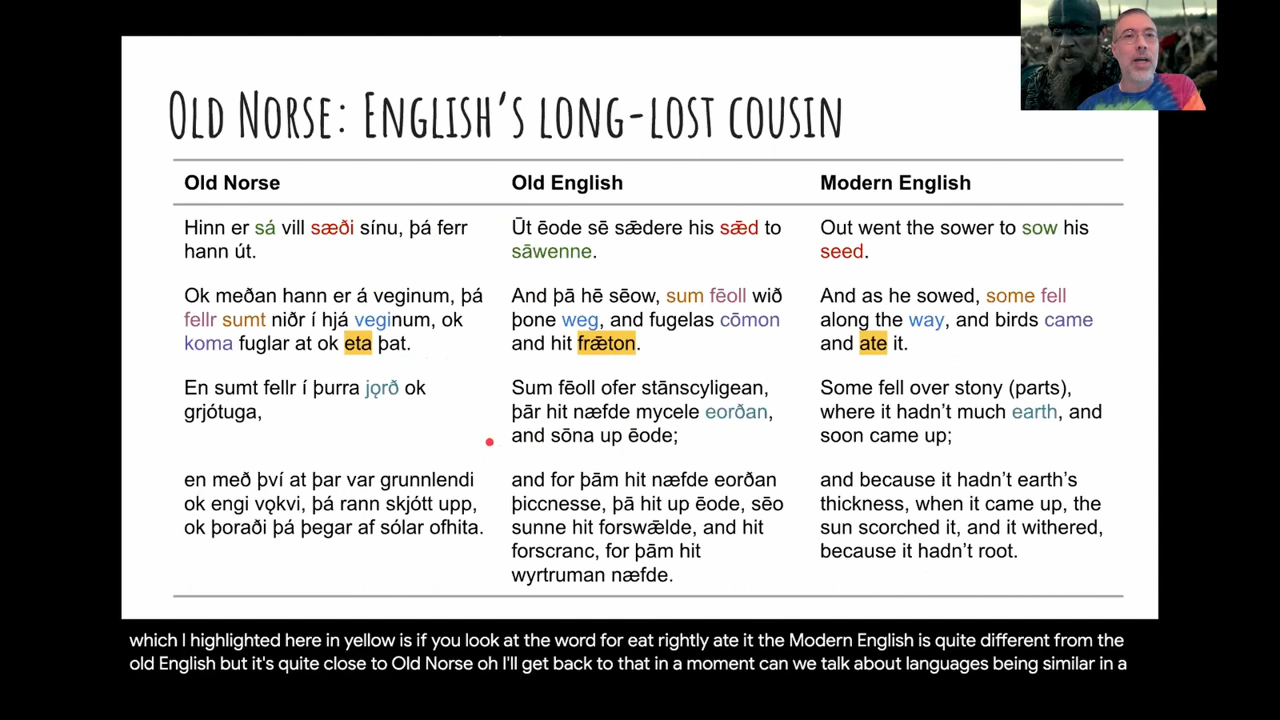 OLD NORSE: ENGLISH'S LONG-LOST COUSIN
Old Norse
Old English
Modern English
Hinn er sá vill sæði sínu, þá ferr
hann út.
Ūt ēode sē sǣdere his sǣd to
sāwenne.
Out went the sower to sow his
seed.
Ok meðan hann er á veginum, þá
fellr sumt niðr í hjá veginum, ok
koma fuglar at ok eta þat.
And þā hē sēow, sum fēoll wið
þone weg, and fugelas cōmon
and hit frǣton.
And as he sowed, some fell
along the way, and birds came
and ate it.
En sumt fellr í þurra jǫrð ok
grjótuga,
Sum fēoll ofer stānscyligean,
þār hit næfde mycele eorðan,
and sōna up ēode;
Some fell over stony (parts),
where it hadn't much earth, and
soon came up;
en með því at þar var grunnlendi
ok engi vǫkvi, þá rann skjótt upp,
ok þoraði þá þegar af sólar ofhita.
and for þām hit næfde eorðan
þiccnesse, þā hit up ēode, sēo
sunne hit forswǣlde, and hit
forscranc, for þām hit
wyrtruman næfde.
and because it hadn't earth's
thickness, when it came up, the
sun scorched it, and it withered,
because it hadn't root.
which I highlighted here in yellow is if you look at the word for eat rightly ate it the Modern English is quite different from the
old English but it's quite close to Old Norse oh I'll get back to that in a moment can we talk about languages being similar in a